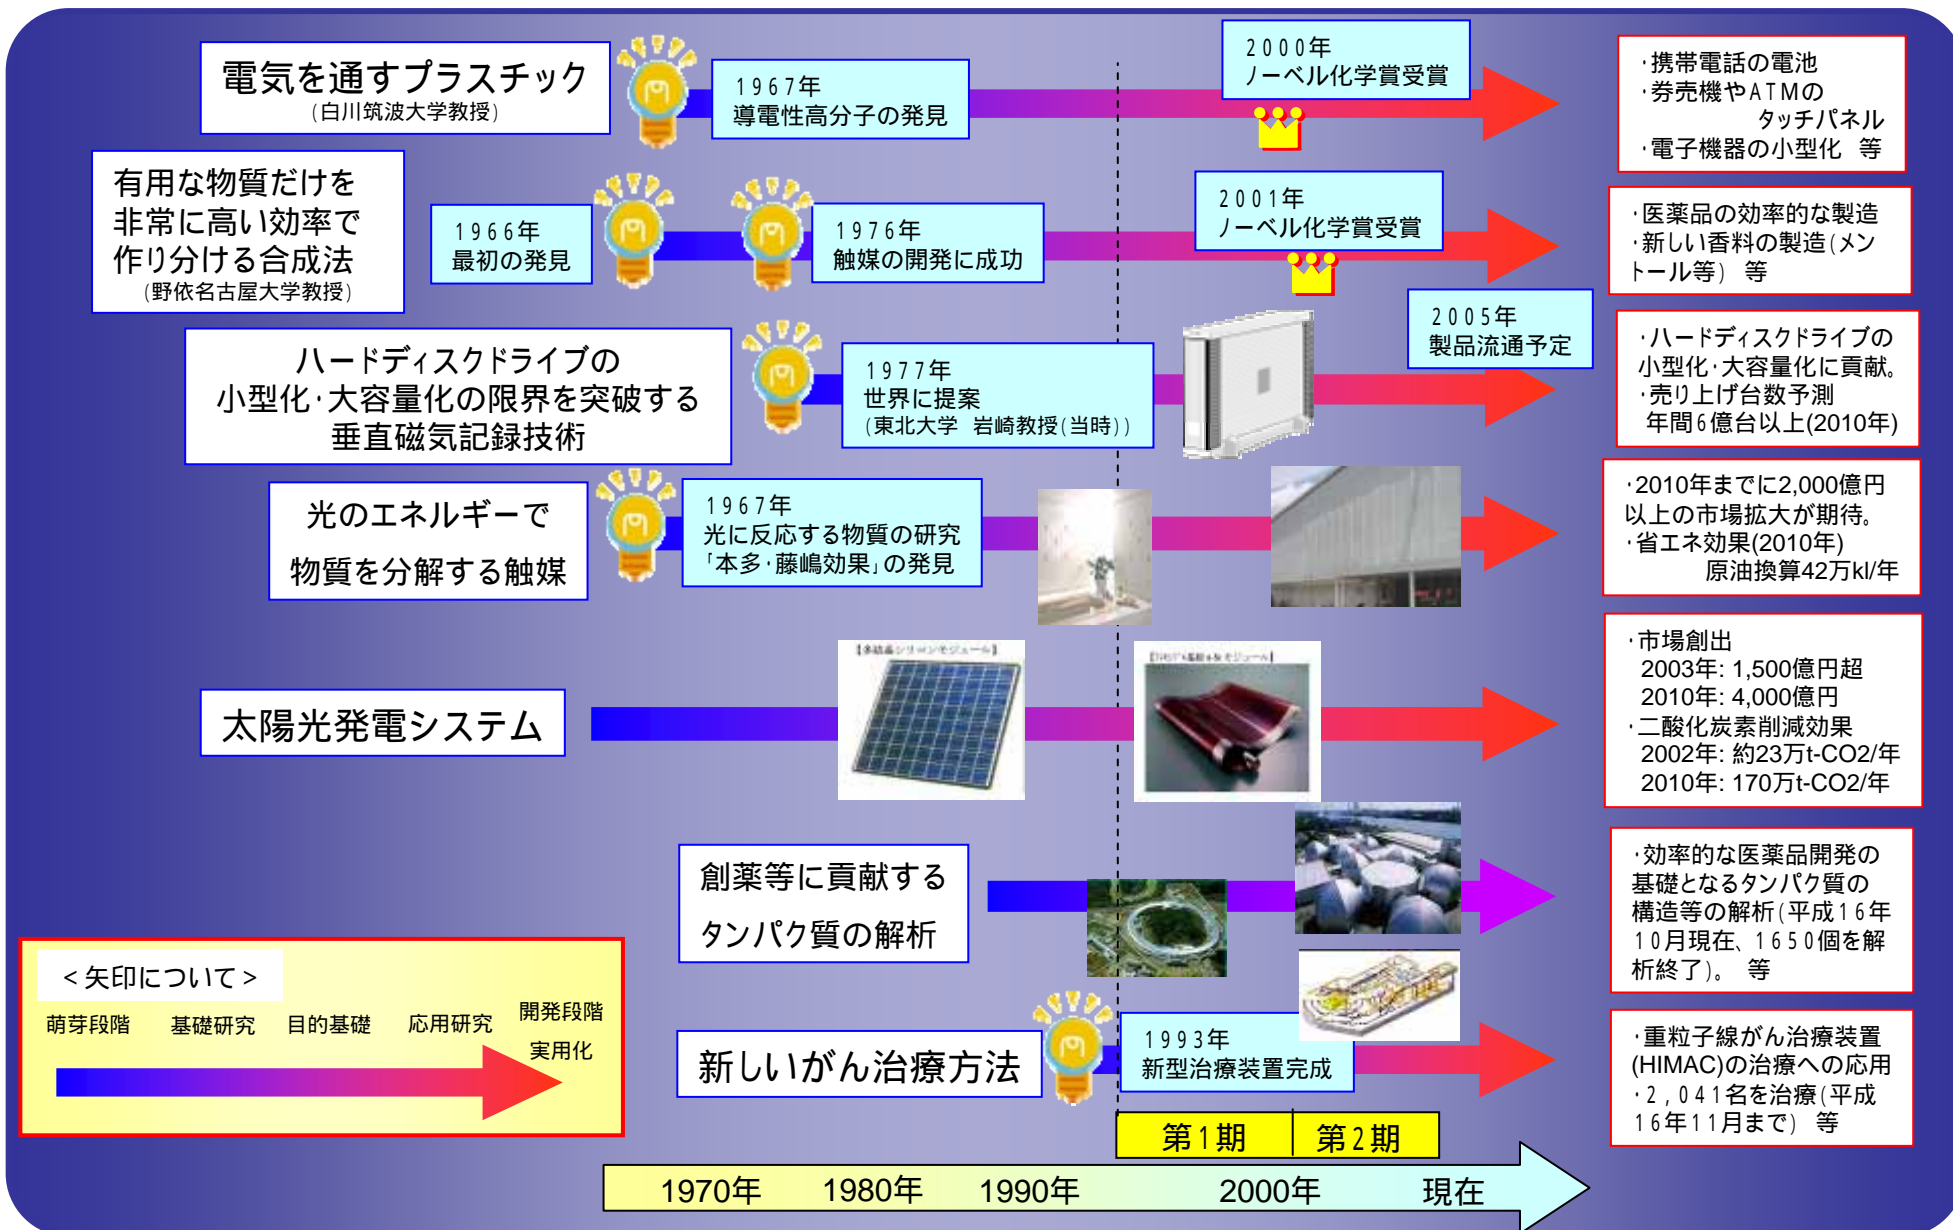 電気を通すプラスチック
(白川筑波大学教授)
1967年
導電性高分子の発見
2000年
ノーベル化学賞受賞
・携帯電話の電池
・券売機やATMの
タッチパネル
・電子機器の小型化 等
有用な物質だけを
非常に高い効率で
作り分ける合成法
(野依名古屋大学教授)
1966年
最初の発見
1976年
触媒の開発に成功
2001年
ノーベル化学賞受賞
・医薬品の効率的な製造
・新しい香料の製造(メン
トール等) 等
ハードディスクドライブの
小型化・大容量化の限界を突破する
垂直磁気記録技術
1977年
世界に提案
(東北大学 岩崎教授(当時))
2005年
製品流通予定
・ハードディスクドライブの
小型化・大容量化に貢献。
・売り上げ台数予測
年間6億台以上(2010年)
光のエネルギーで
物質を分解する触媒
1967年
光に反応する物質の研究
「本多・藤嶋効果」の発見
・2010年までに2,000億円
以上の市場拡大が期待。
・省エネ効果(2010年)
原油換算42万kl/年
太陽光発電システム
【多結晶シリコンモジュール】
・市場創出
2003年: 1,500億円超
2010年: 4,000億円
・二酸化炭素削減効果
2002年: 約23万t-CO2/年
2010年: 170万t-CO2/年
創薬等に貢献する
タンパク質の解析
・効率的な医薬品開発の
基礎となるタンパク質の
構造等の解析(平成16年
10月現在、1650個を解
析終了)。 等
新しいがん治療方法
1993年
新型治療装置完成
・重粒子線がん治療装置
(HIMAC)の治療への応用
・2,041名を治療(平成
16年11月まで) 等
<矢印について>
萌芽段階 基礎研究 目的基礎 応用研究 開発段階
実用化
第1期 第2期
1970年 1980年 1990年 2000年 現在